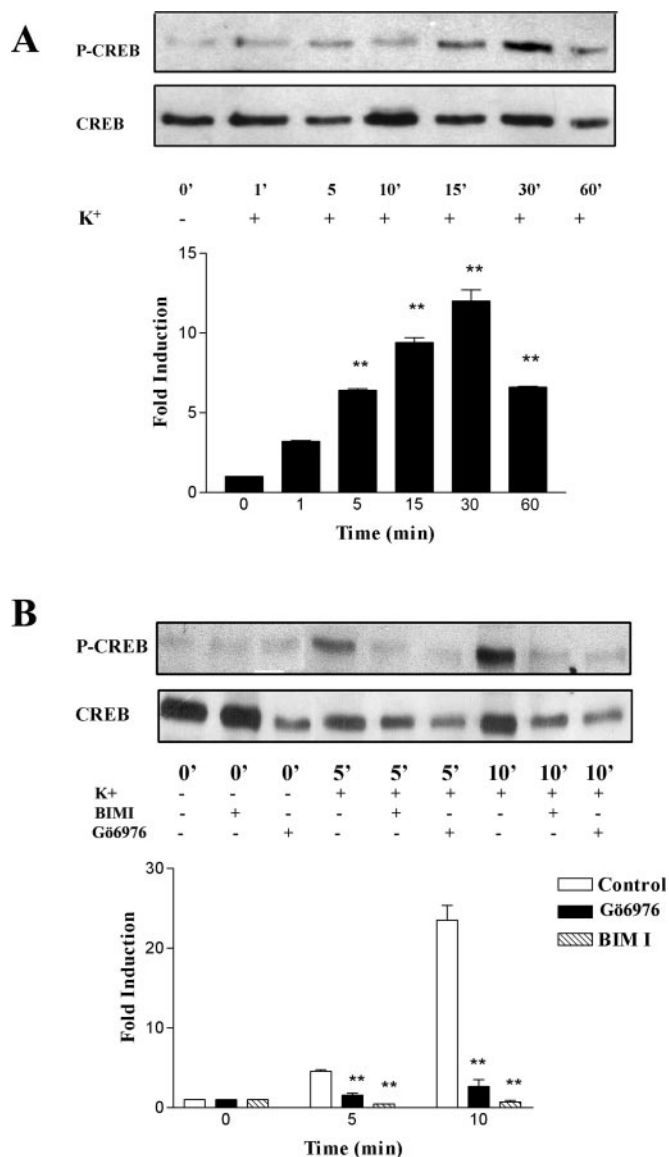 A
P-CREB
CREB
0' 1' 5 10' 15' 30' 60'
K+ - + + + + + +
15
10
5
0
Fold Induction
** ** ** **
0 1 5 15 30 60
Time (min)
B
P-CREB
CREB
0' 0' 0' 5' 5' 5' 10' 10' 10'
K+ - - - + + + + + +
BIMI - + - - + - - + -
Gö6976 - - + - - + - - +
30
20
10
0
Fold Induction
Control
Gö6976
BIM I
** ** ** **
0 5 10
Time (min)